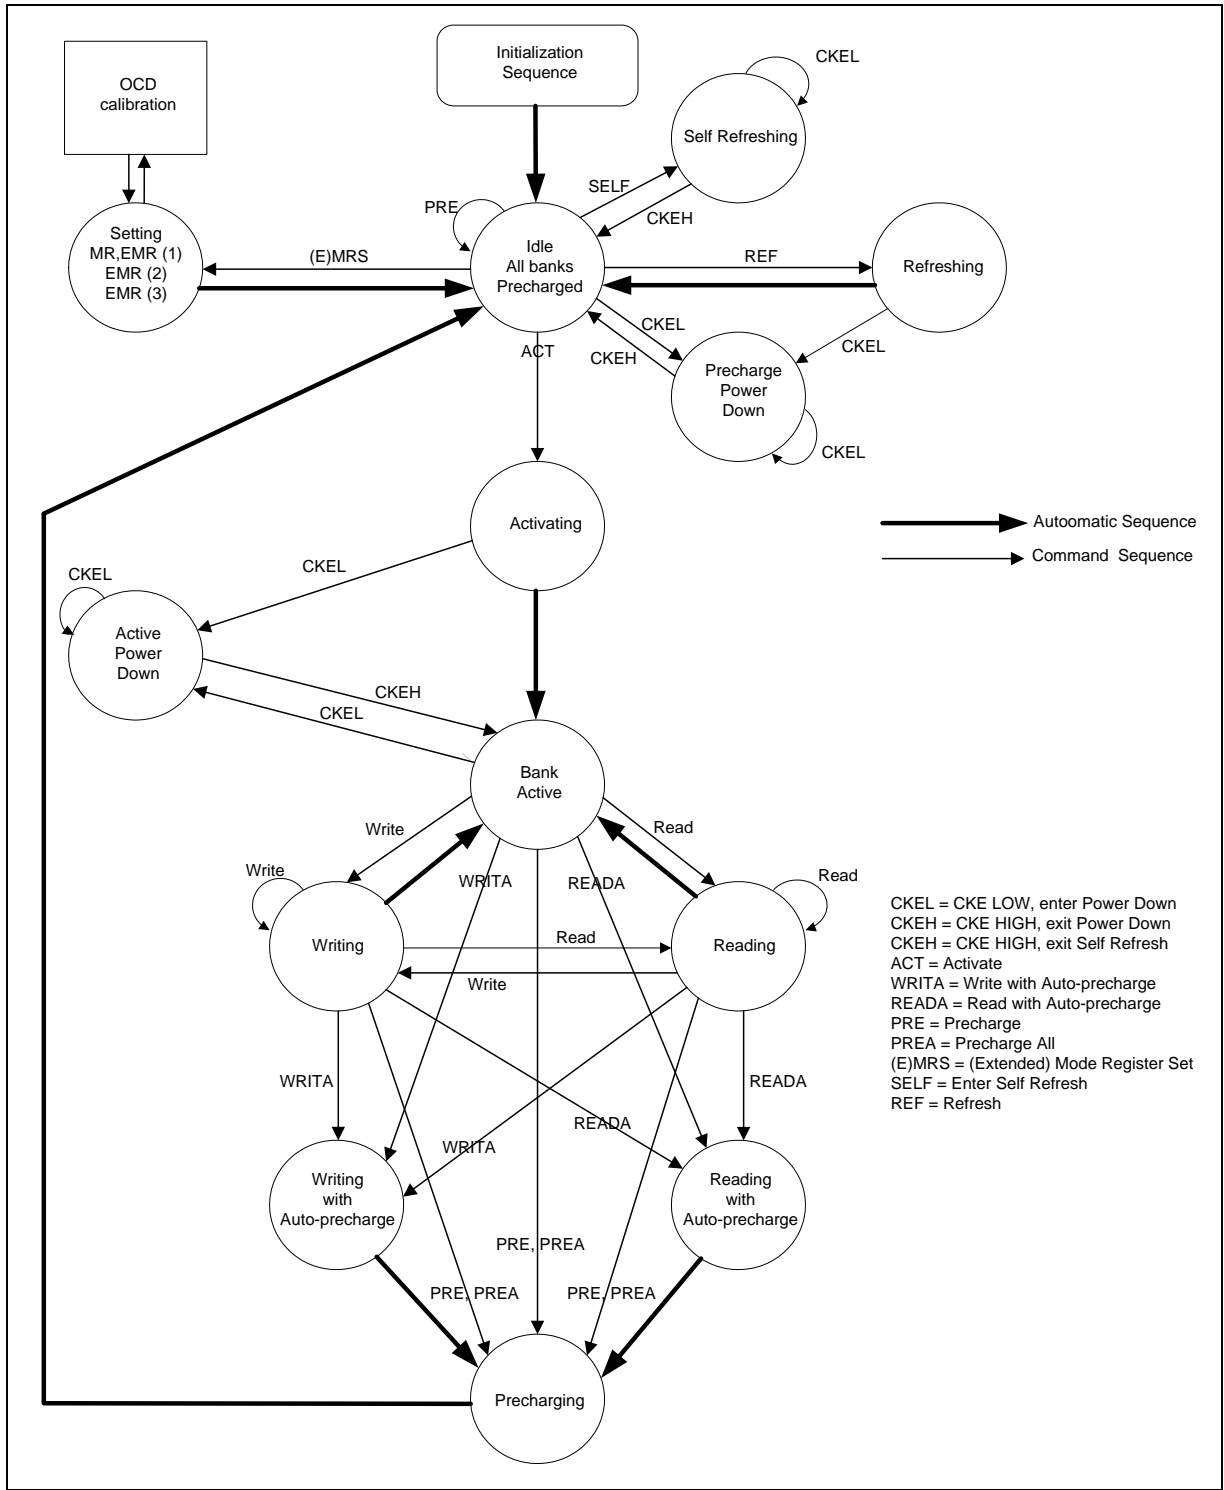 Initialization
Sequence
OCD
calibration
CKEL
Self Refreshing
SELF
CKEH
PRE
Setting
MR,EMR (1)
EMR (2)
EMR (3)
(E)MRS
Idle
All banks
Precharged
REF
Refreshing
CKEL
CKEH
CKEL
ACT
Precharge
Power
Down
CKEL
Activating
Autoomatic Sequence
Command Sequence
CKEL
CKEL
Active
Power
Down
CKEH
CKEL
Bank
Active
Write
Read
Write
WRITA
READA
Read
Writing
Read
Reading
Write
CKEL = CKE LOW, enter Power Down
CKEH = CKE HIGH, exit Power Down
CKEH = CKE HIGH, exit Self Refresh
ACT = Activate
WRITA = Write with Auto-precharge
READA = Read with Auto-precharge
PRE = Precharge
PREA = Precharge All
(E)MRS = (Extended) Mode Register Set
SELF = Enter Self Refresh
REF = Refresh
WRITA
READA
READA
WRITA
Writing
with
Auto-precharge
Reading
with
Auto-precharge
PRE, PREA
PRE, PREA
PRE, PREA
Precharging